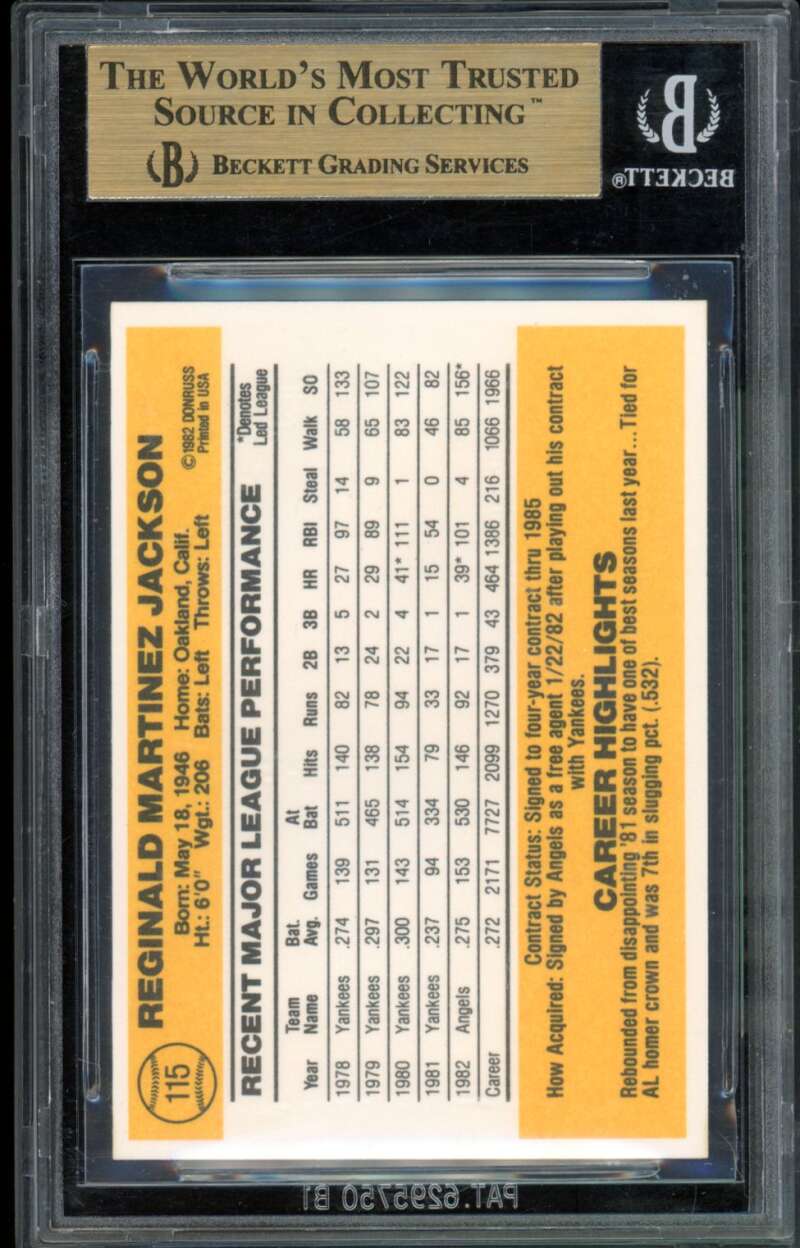 THE WORLD'S MOST TRUSTED
SOURCE IN COLLECTING™
B BECKETT GRADING SERVICES
B
BECKETT®
115
REGINALD MARTINEZ JACKSON
Born: May 18, 1946 Home: Oakland, Calif.
Ht.: 6'0" Wgt.: 206 Bats: Left Throws: Left
©1982 DONRUSS
Printed in USA
RECENT MAJOR LEAGUE PERFORMANCE
*Denotes
Led League
Year Team Name Bat. Avg. Games At Bat Hits Runs 2B 3B HR RBI Steal Walk SO
1978 Yankees .274 139 511 140 82 13 5 27 97 14 58 133
1979 Yankees .297 131 465 138 78 24 2 29 89 9 65 107
1980 Yankees .300 143 514 154 94 22 4 41* 111 1 83 122
1981 Yankees .237 94 334 79 33 17 1 15 54 0 46 82
1982 Angels .275 153 530 146 92 17 1 39* 101 4 85 156*
Career .272 2171 7727 2099 1270 379 43 464 1386 216 1066 1966
Contract Status: Signed to four-year contract thru 1985
How Acquired: Signed by Angels as a free agent 1/22/82 after playing out his contract
with Yankees.
CAREER HIGHLIGHTS
Rebounded from disappointing '81 season to have one of best seasons last year...Tied for
AL homer crown and was 7th in slugging pct. (.532).
PAT.6295750 B1